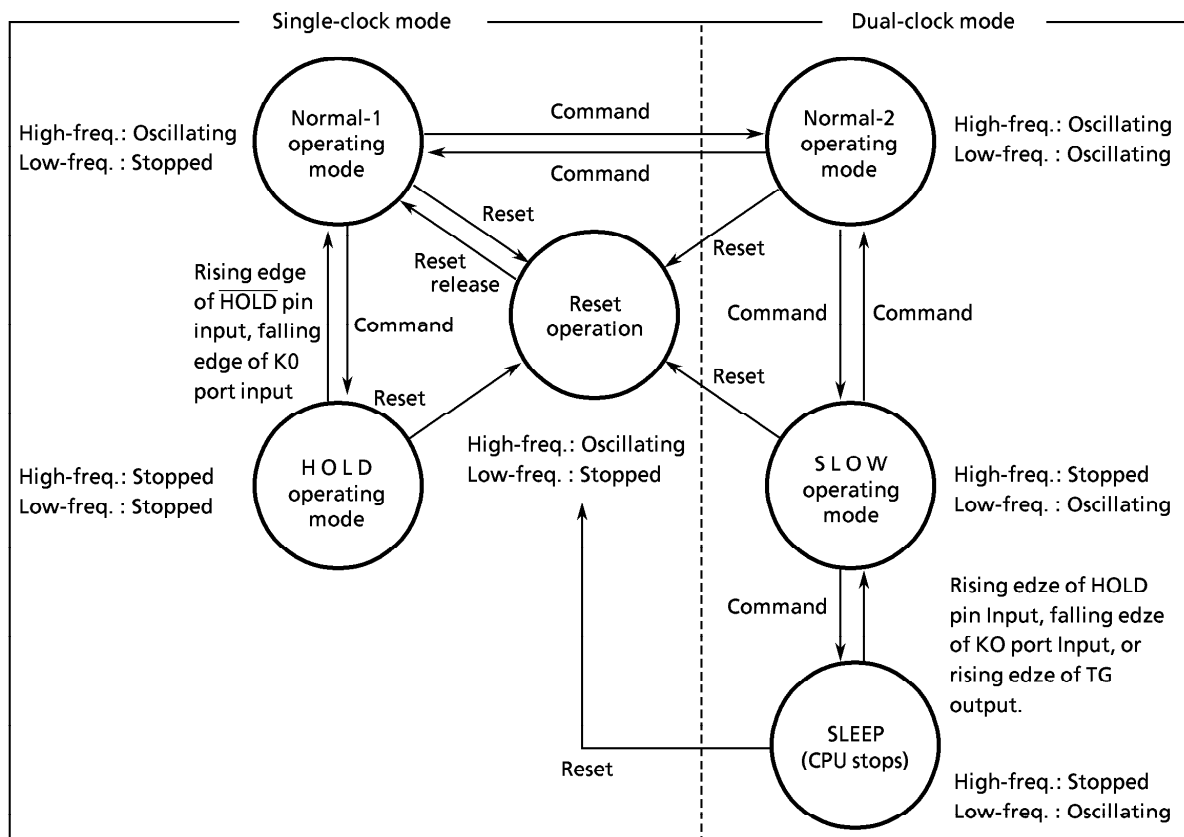 Single-clock mode
Dual-clock mode
Normal-1
operating
mode
High-freq.: Oscillating
Low-freq. : Stopped
Command
Command
Normal-2
operating
mode
High-freq.: Oscillating
Low-freq. : Oscillating
Reset
Reset
release
Reset
Reset
operation
Rising edge
of HOLD pin
input, falling
edge of K0
port input
Command
Command
Command
Reset
Reset
High-freq.: Oscillating
Low-freq. : Stopped
High-freq.: Stopped
Low-freq. : Stopped
H O L D
operating
mode
S L O W
operating
mode
High-freq.: Stopped
Low-freq. : Oscillating
Command
Rising edze of HOLD
pin Input, falling edze
of KO port Input, or
rising edze of TG
output.
SLEEP
(CPU stops)
Reset
High-freq.: Stopped
Low-freq. : Oscillating